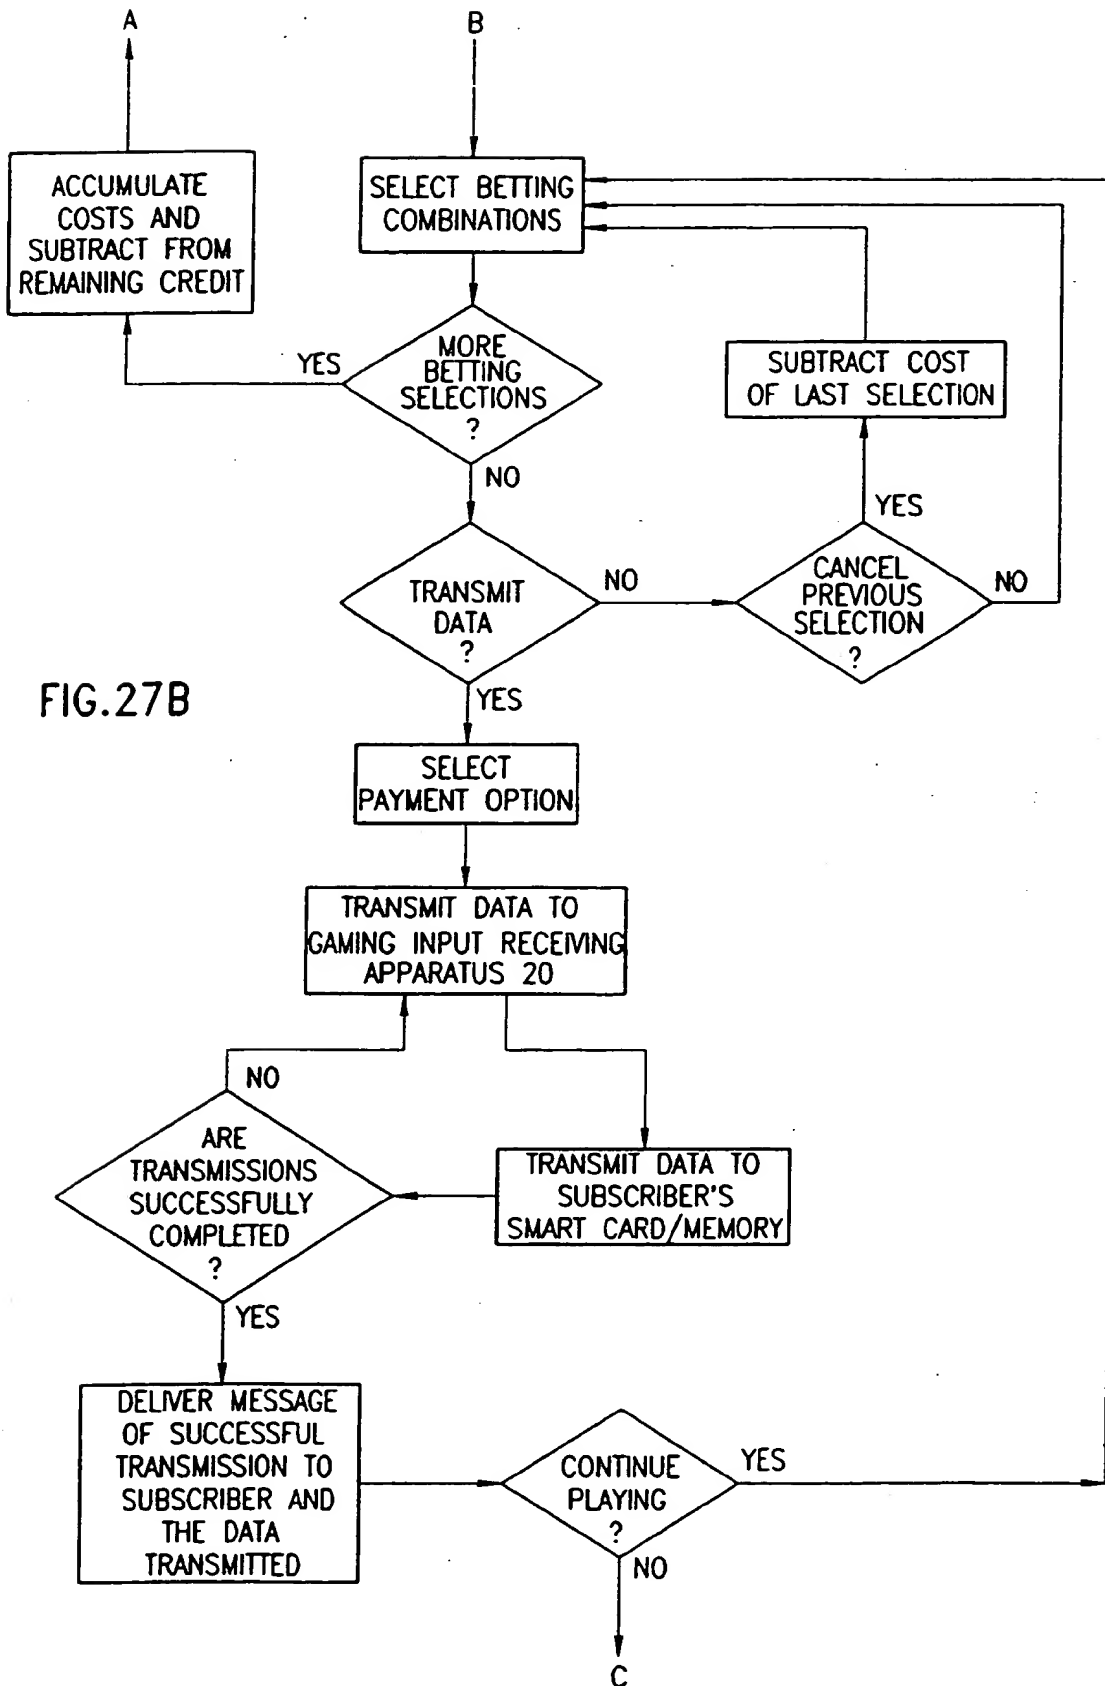 A
B
ACCUMULATE
COSTS AND
SUBTRACT FROM
REMAINING CREDIT
SELECT BETTING
COMBINATIONS
YES
MORE
BETTING
SELECTIONS
?
SUBTRACT COST
OF LAST SELECTION
NO
YES
TRANSMIT
DATA
?
NO
CANCEL
PREVIOUS
SELECTION
?
NO
FIG.27B
YES
SELECT
PAYMENT OPTION
TRANSMIT DATA TO
GAMING INPUT RECEIVING
APPARATUS 20
NO
ARE
TRANSMISSIONS
SUCCESSFULLY
COMPLETED
?
TRANSMIT DATA TO
SUBSCRIBER'S
SMART CARD/MEMORY
YES
DELIVER MESSAGE
OF SUCCESSFUL
TRANSMISSION TO
SUBSCRIBER AND
THE DATA
TRANSMITTED
CONTINUE
PLAYING
?
YES
NO
C